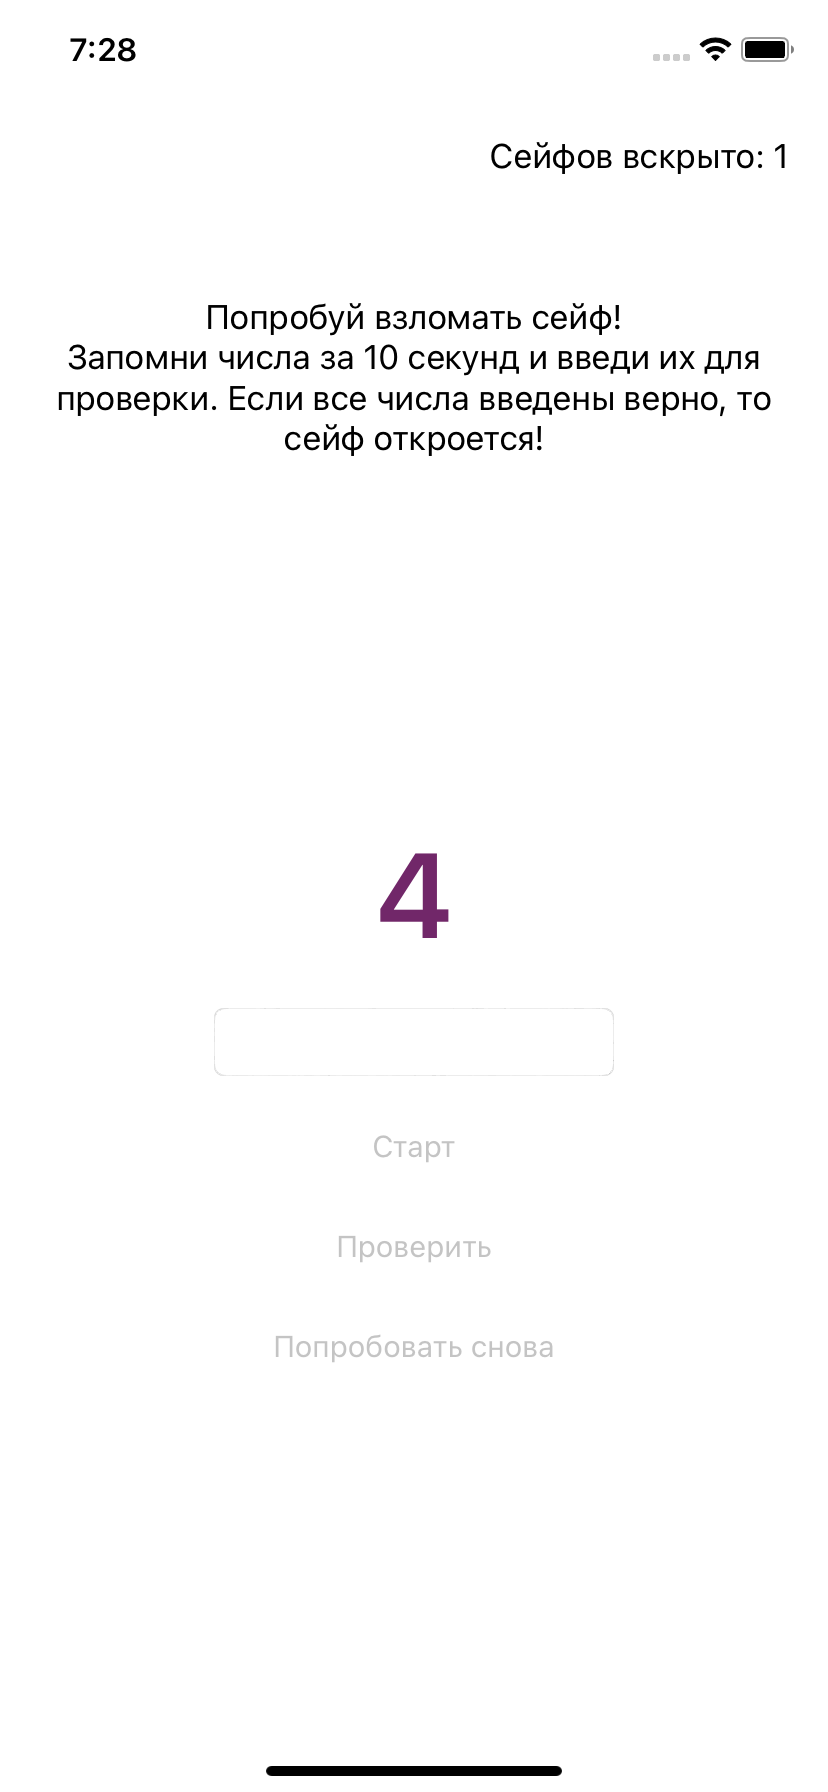 7:28
Сейфов вскрыто: 1
Попробуй взломать сейф!
Запомни числа за 10 секунд и введи их для
проверки. Если все числа введены верно, то
сейф откроется!
4
Старт
Проверить
Попробовать снова